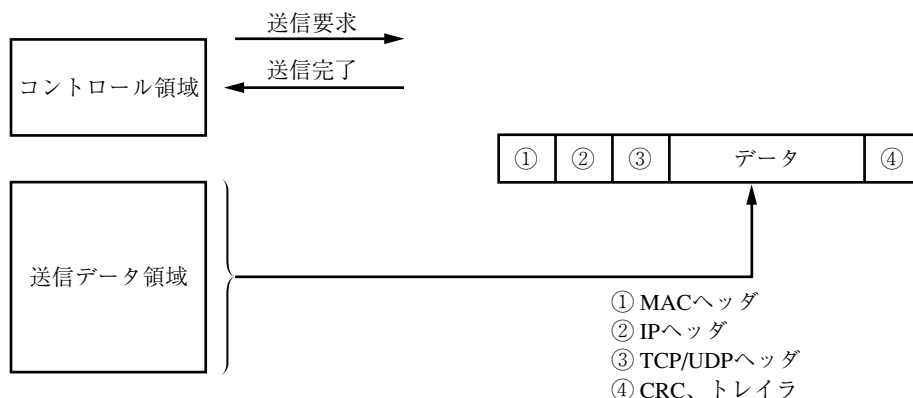 送信要求
送信完了
コントロール領域
① ② ③ データ ④
送信データ領域
① MACヘッダ
② IPヘッダ
③ TCP/UDPヘッダ
④ CRC、トレイラ